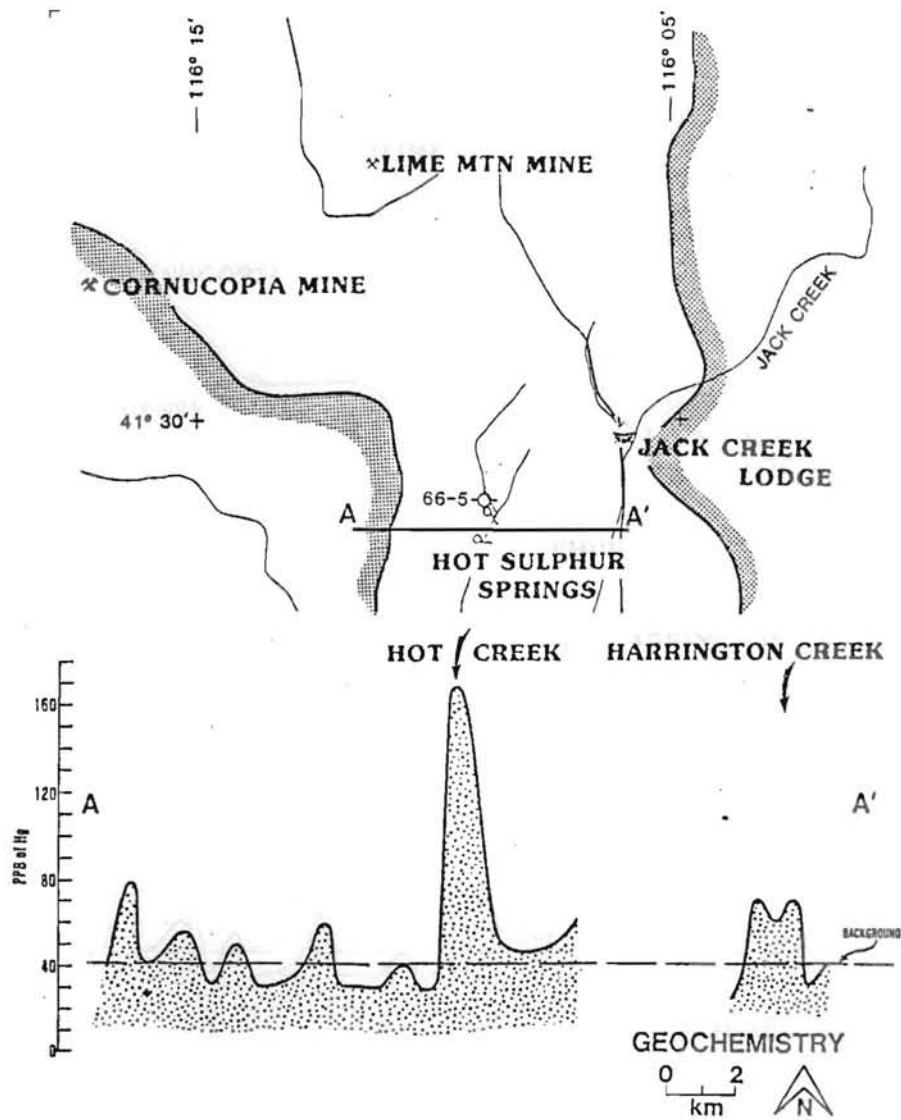 116° 15'
116° 05'
LIME MTN MINE
CORNUCOPIA MINE
JACK CREEK
41° 30'+
JACK CREEK
LODGE
66-5
A
A'
HOT SULPHUR
SPRINGS
HOT CREEK
HARRINGTON CREEK
160
120
80
40
0
PPB of Hg
A
A'
BACKGROUND
GEOCHEMISTRY
0 2
km
N